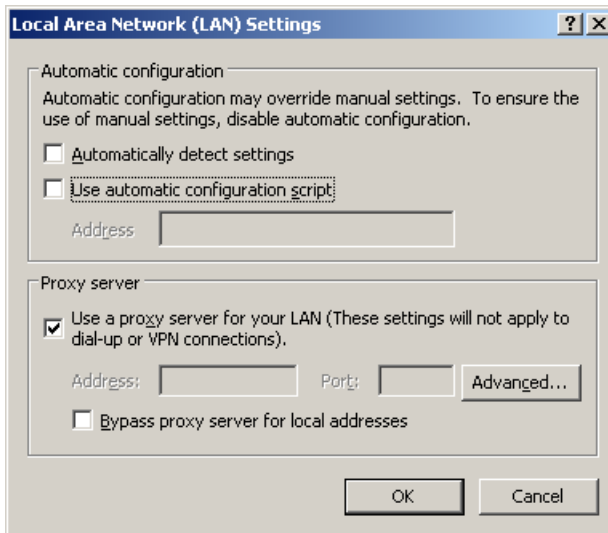 Local Area Network (LAN) Settings
Automatic configuration
Automatic configuration may override manual settings. To ensure the
use of manual settings, disable automatic configuration.
Automatically detect settings
Use automatic configuration script
Address
Proxy server
Use a proxy server for your LAN (These settings will not apply to
dial-up or VPN connections).
Address: Port: Advanced...
Bypass proxy server for local addresses
OK Cancel